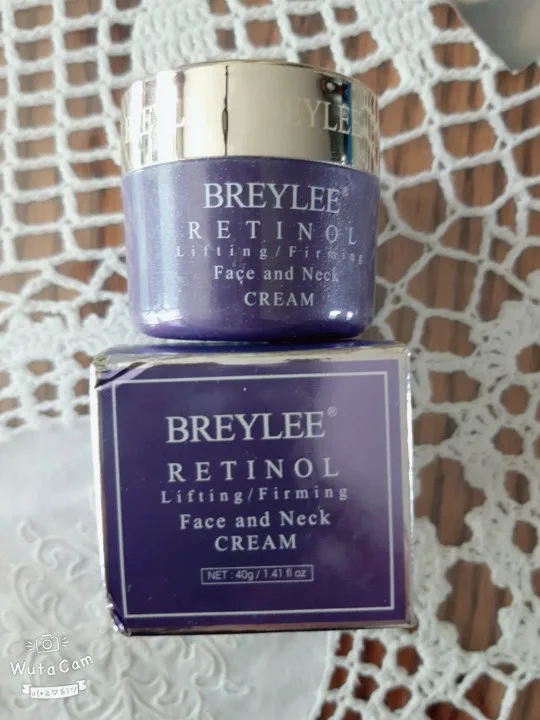 BREYLEE
BREYLEE®
RETINOL
Lifting/Firming
Face and Neck
CREAM
BREYLEE®
RETINOL
Lifting/Firming
Face and Neck
CREAM
NET : 40g / 1.41 fl oz
WutaCam